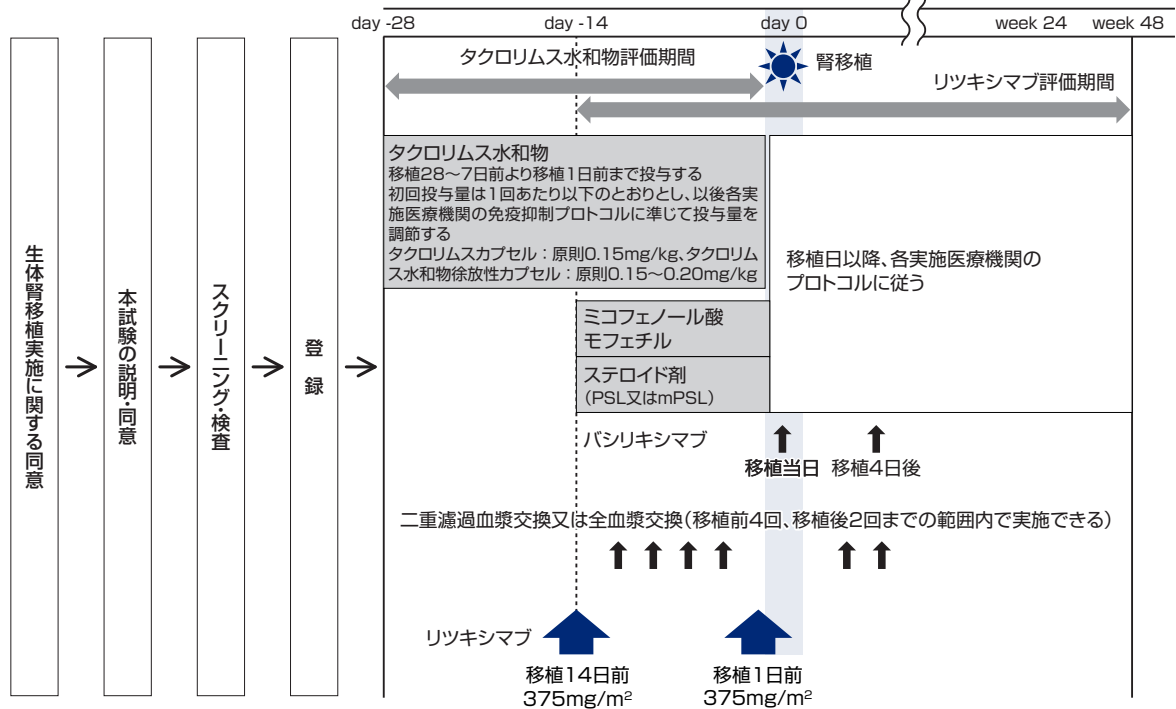 day -28
day -14
day 0
week 24
week 48
タクロリムス水和物評価期間
腎移植
リツキシマブ評価期間
生体腎移植実施に関する同意
本試験の説明・同意
スクリーニング・検査
登録
タクロリムス水和物
移植28～7日前より移植1日前まで投与する
初回投与量は1回あたり以下のとおりとし、以後各実
施医療機関の免疫抑制プロトコルに準じて投与量を
調節する
タクロリムスカプセル：原則0.15mg/kg、タクロリム
ス水和物徐放性カプセル：原則0.15～0.20mg/kg
移植日以降、各実施医療機関の
プロトコルに従う
ミコフェノール酸
モフェチル
ステロイド剤
（PSL又はmPSL）
バシリキシマブ
移植当日
移植4日後
二重濾過血漿交換又は全血漿交換（移植前4回、移植後2回までの範囲内で実施できる）
リツキシマブ
移植14日前
375mg/m²
移植1日前
375mg/m²